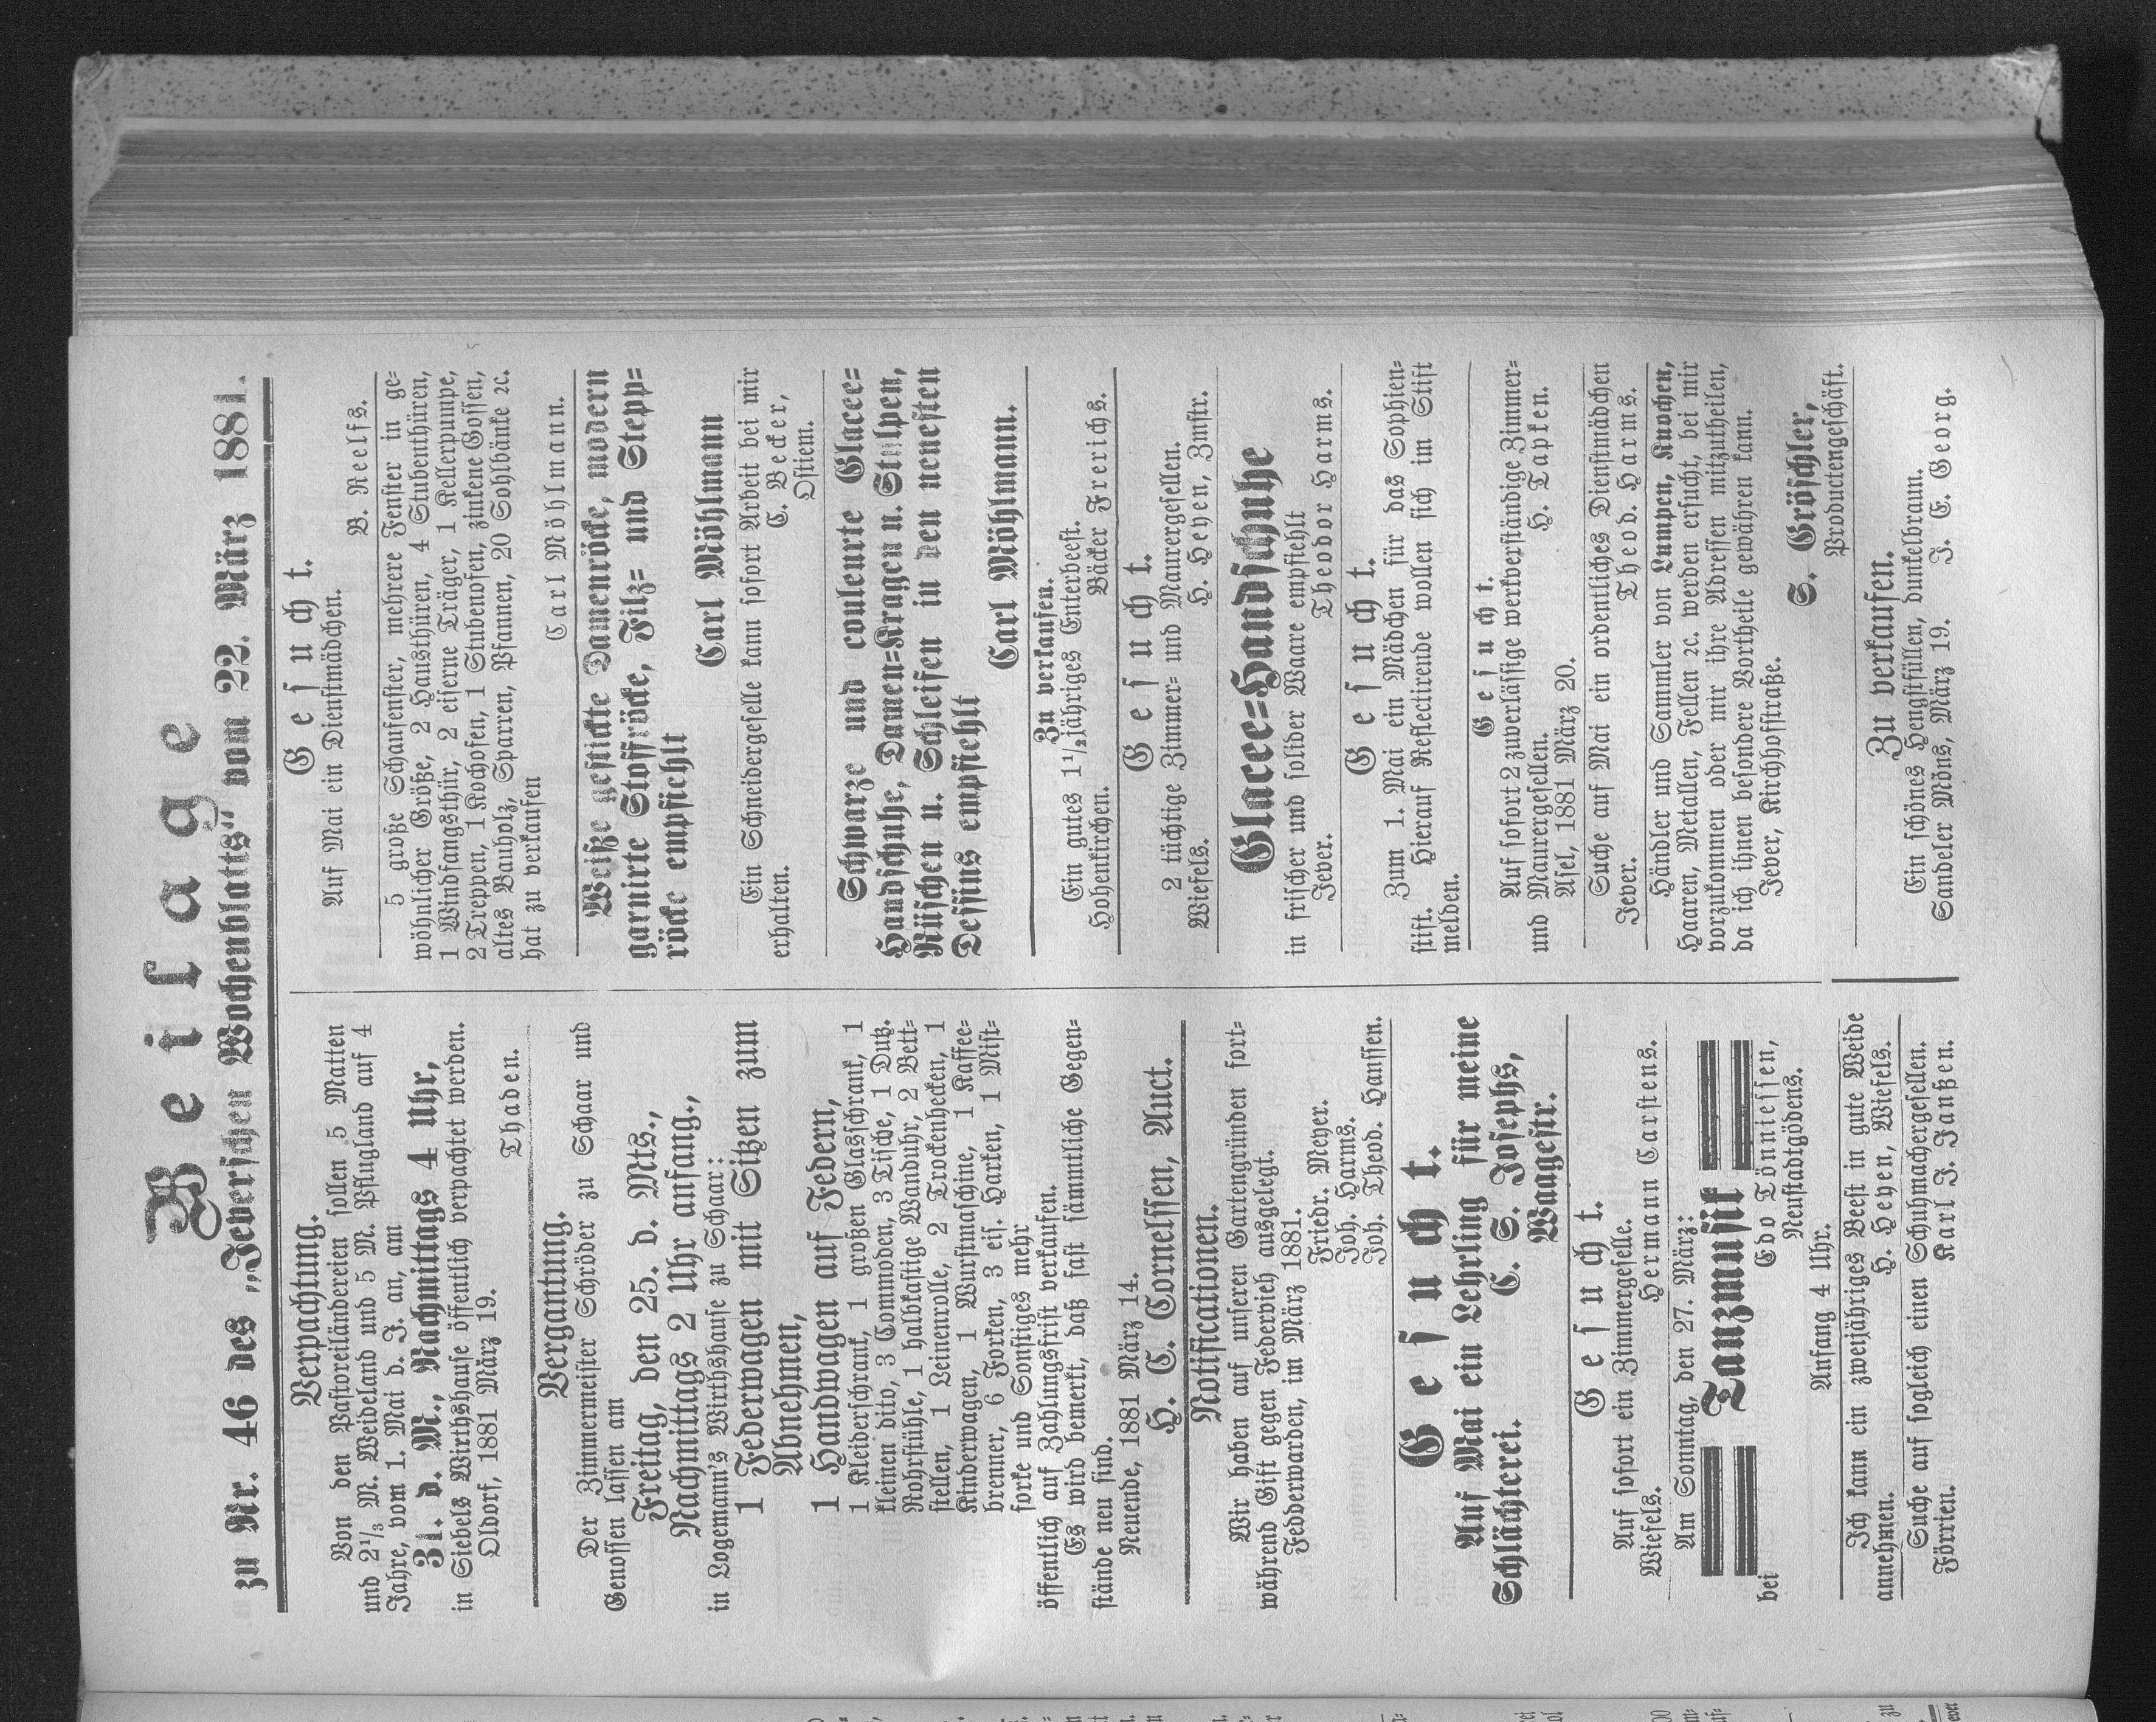 Beilage
zu Nr. 46 des „Jeverschen Wochenblatts" vom 22. März 1881.
Verpachtung.
Von den Pastoreiländereien sollen 5 Matten
und 2 1/3 M. Weideland und 5 M. Pflugland auf 4
Jahre, vom 1. Mai d. J. an, am
31. d. M., Nachmittags 4 Uhr,
in Siebels Wirthshause öffentlich verpachtet werden.
Oldorf, 1881 März 19.
Thaden.
Vergantung.
Der Zimmermeister Schröder zu Schaar und
Genossen lassen am
Freitag, den 25. d. Mts.,
Nachmittags 2 Uhr anfang.,
in Logemann's Wirthshause zu Schaar:
1 Federwagen mit Sitzen zum
Abnehmen,
1 Handwagen auf Federn,
1 Kleiderschrank, 1 großen Glasschrank, 1
kleinen dito, 3 Commoden, 3 Tische, 1 Dutz.
Rohrstühle, 1 halbkastige Wanduhr, 2 Bett-
stellen, 1 Leinenrolle, 2 Trockenhecken, 1
Kinderwagen, 1 Wurstmaschine, 1 Kaffee-
brenner, 6 Forken, 3 eis. Harken, 1 Mist-
forke und Sonstiges mehr
öffentlich auf Zahlungsfrist verkaufen.
Es wird bemerkt, daß fast sämmtliche Gegen-
stände neu sind.
Neuende, 1881 März 14.
H. C. Cornelssen, Auct.
Notificationen.
Wir haben auf unseren Gartengründen fort-
während Gift gegen Federvieh ausgelegt.
Fedderwarden, im März 1881.
Friedr. Meyer.
Joh. Harms.
Joh. Theod. Hanssen.
Gesucht.
Auf Mai ein Lehrling für meine
Schlächterei. C. S. Josephs,
Waagestr.
Gesucht.
Auf sofort ein Zimmergeselle.
Wiefels. Hermann Carstens.
Am Sonntag, den 27. März:
Tanzmusik
bei Edo Tönniessen,
Neustadtgödens.
Anfang 4 Uhr.
Ich kann ein zweijähriges Beest in gute Weide
annehmen. H. Heyen, Wiefels.
Suche auf sogleich einen Schuhmachergesellen.
Förrien. Karl J. Janßen.
Gesucht.
Auf Mai ein Dienstmädchen.
B. Reelfs.
5 große Schaufenster, mehrere Fenster in ge-
wöhnlicher Größe, 2 Hausthüren, 4 Stubenthüren,
1 Windfangsthür, 2 eiserne Träger, 1 Kellerpumpe,
2 Treppen, 1 Kochofen, 1 Stubenofen, zinkene Gossen,
altes Bauholz, Sparren, Pfannen, 20 Sohlbänke ꝛc.
hat zu verkaufen
Carl Möhlmann.
Weiße gestickte Damenröcke, modern
garnirte Stoffröcke, Filz- und Stepp-
röcke empfiehlt
Carl Möhlmann
Ein Schneidergeselle kann sofort Arbeit bei mir
erhalten. C. Becker,
Ostiem.
Schwarze und couleurte Glacee-
Handschuhe, Damen-Kragen u. Stulpen,
Rüschen u. Schleifen in den neuesten
Dessins empfiehlt
Carl Möhlmann.
Zu verkaufen.
Ein gutes 1 1/2jähriges Enterbeest.
Hohenkirchen. Bäcker Frerichs.
Gesucht.
2 tüchtige Zimmer- und Maurergesellen.
Wiefels. H. Heyen, Zmstr.
Glacee-Handschuhe
in frischer und solider Waare empfiehlt
Jever. Theodor Harms.
Gesucht.
Zum 1. Mai ein Mädchen für das Sophien-
stift. Hierauf Reflectirende wollen sich im Stift
melden.
Gesucht.
Auf sofort 2 zuverlässige werkverständige Zimmer-
und Maurergesellen. H. Tapken.
Asel, 1881 März 20.
Suche auf Mai ein ordentliches Dienstmädchen
Jever. Theod. Harms.
Händler und Sammler von Lumpen, Knochen,
Haaren, Metallen, Fellen ꝛc. werden ersucht, bei mir
vorzukommen oder mir ihre Adressen mitzutheilen,
da ich ihnen besondere Vortheile gewähren kann.
Jever, Kirchhofstraße.
S. Gröschler,
Productengeschäft.
Zu verkaufen.
Ein schönes Hengstfüllen, dunkelbraun.
Sandeler Möns, März 19. J. E. Georg.